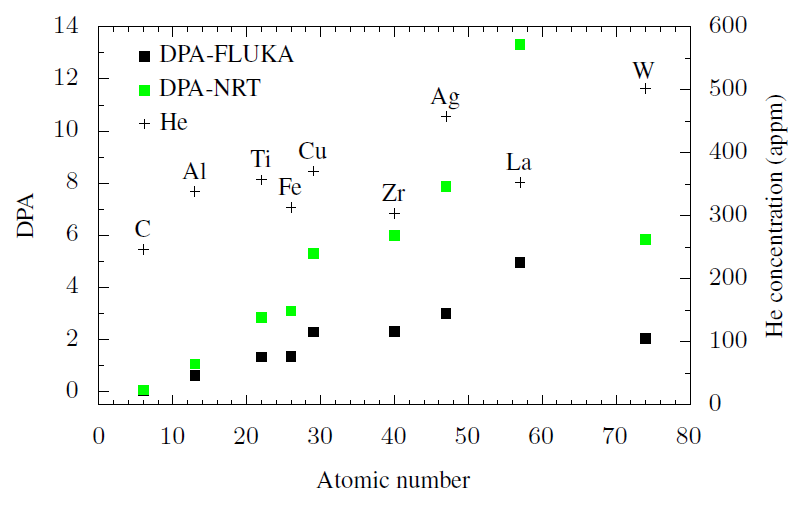 14
12
10
8
6
4
2
0
DPA
DPA-FLUKA
DPA-NRT
He
C
Al
Ti
Fe
Cu
Zr
Ag
La
W
600
500
400
300
200
100
0
He concentration (appm)
0 10 20 30 40 50 60 70 80
Atomic number